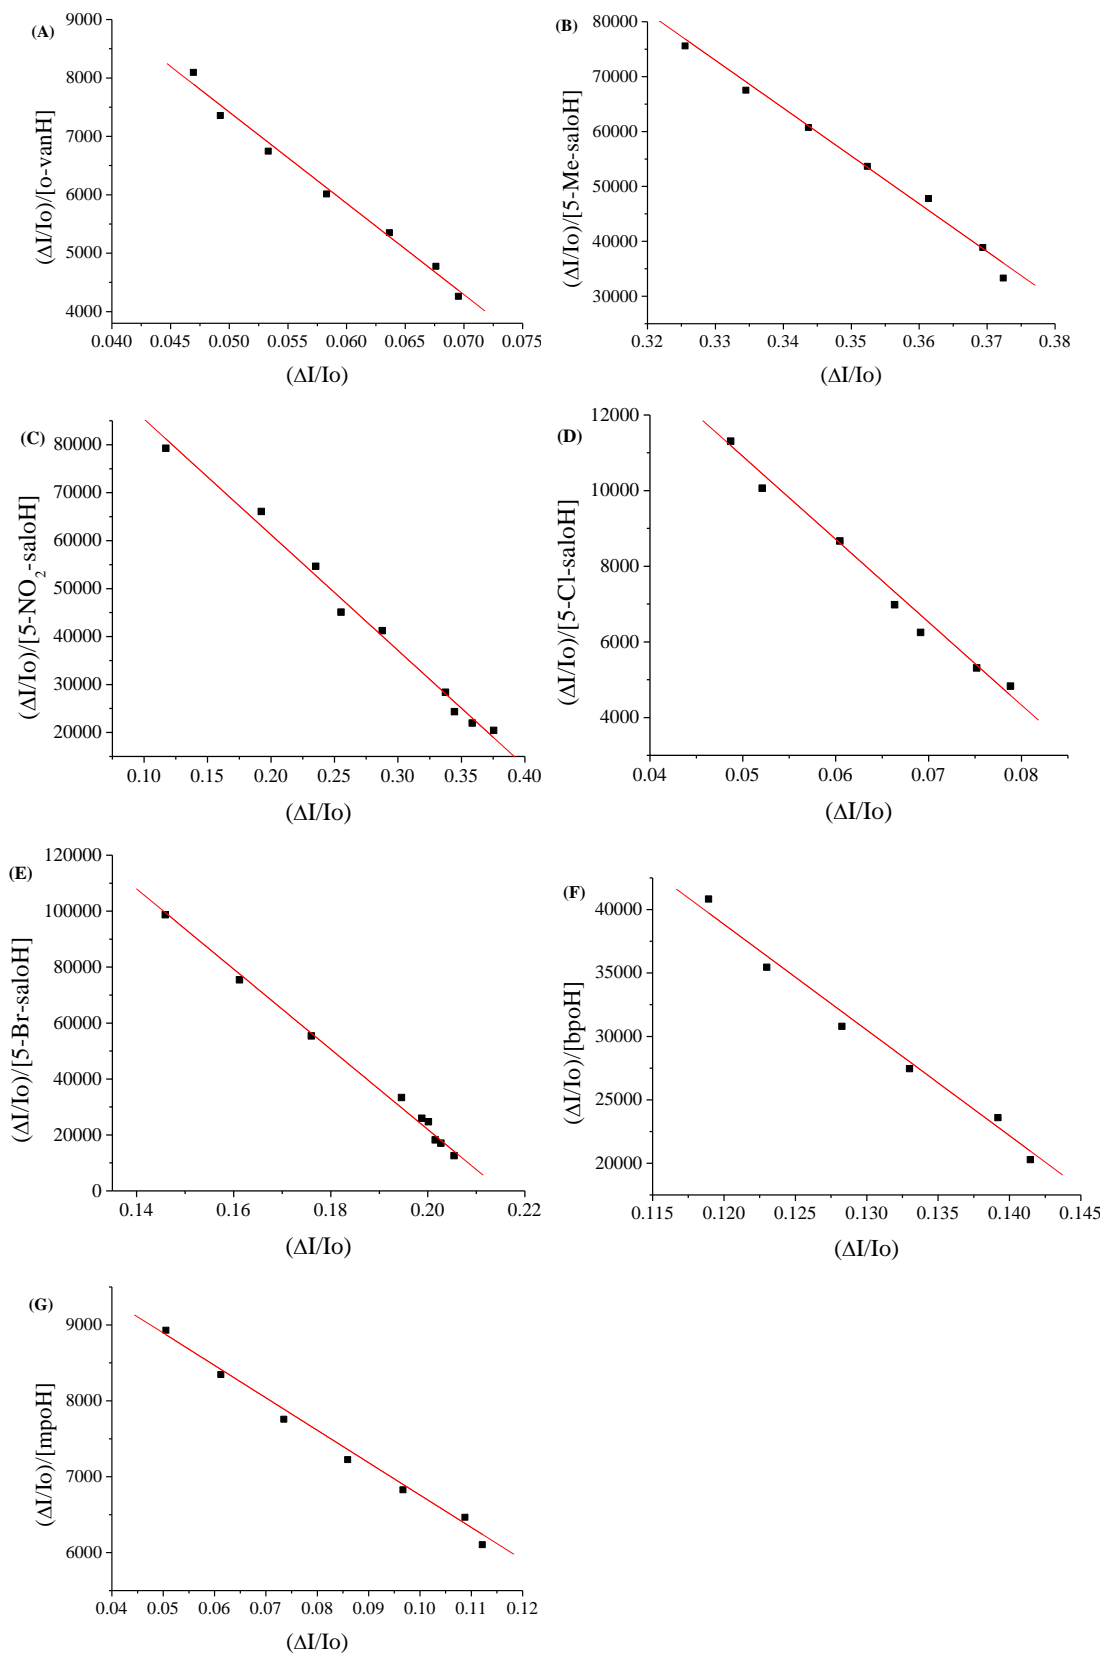 (A)
9000
8000
7000
6000
5000
4000
(ΔI/Io)/[o-vanH]
0.040 0.045 0.050 0.055 0.060 0.065 0.070 0.075
(ΔI/Io)
(B)
80000
70000
60000
50000
40000
30000
(ΔI/Io)/[5-Me-saloH]
0.32 0.33 0.34 0.35 0.36 0.37 0.38
(ΔI/Io)
(C)
80000
70000
60000
50000
40000
30000
20000
(ΔI/Io)/[5-NO₂-saloH]
0.10 0.15 0.20 0.25 0.30 0.35 0.40
(ΔI/Io)
(D)
12000
10000
8000
6000
4000
(ΔI/Io)/[5-Cl-saloH]
0.04 0.05 0.06 0.07 0.08
(ΔI/Io)
(E)
120000
100000
80000
60000
40000
20000
0
(ΔI/Io)/[5-Br-saloH]
0.14 0.16 0.18 0.20 0.22
(ΔI/Io)
(F)
40000
35000
30000
25000
20000
(ΔI/Io)/[bpoH]
0.115 0.120 0.125 0.130 0.135 0.140 0.145
(ΔI/Io)
(G)
9000
8000
7000
6000
(ΔI/Io)/[mpoH]
0.04 0.05 0.06 0.07 0.08 0.09 0.10 0.11 0.12
(ΔI/Io)